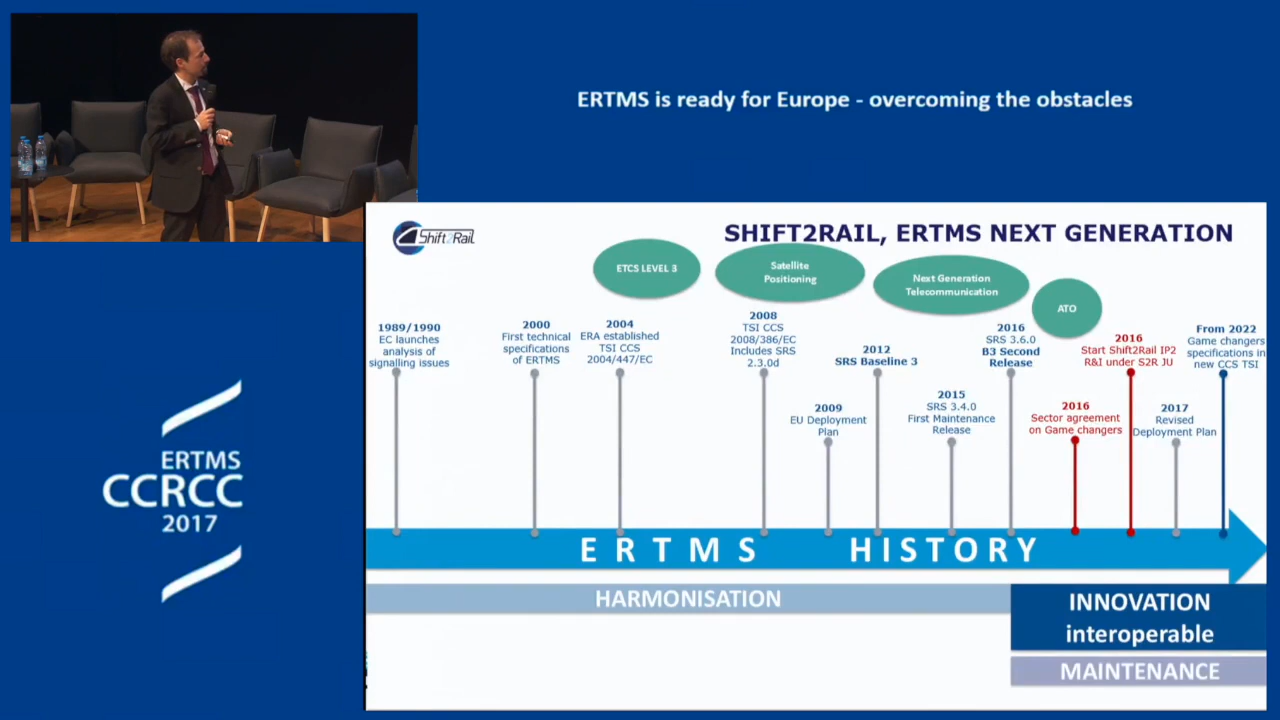 ERTMS is ready for Europe - overcoming the obstacles
Shift2Rail
SHIFT2RAIL, ERTMS NEXT GENERATION
ETCS LEVEL 3
Satellite
Positioning
Next Generation
Telecommunication
ATO
1989/1990
EC launches
analysis of
signalling issues
2000
First technical
specifications
of ERTMS
2004
ERA established
TSI CCS
2004/447/EC
2008
TSI CCS
2008/386/EC
Includes SRS
2.3.0d
2009
EU Deployment
Plan
2012
SRS Baseline 3
2015
SRS 3.4.0
First Maintenance
Release
2016
SRS 3.6.0
B3 Second
Release
2016
Sector agreement
on Game changers
2016
Start Shift2Rail IP2
R&I under S2R JU
2017
Revised
Deployment Plan
From 2022
Game changers
specifications in
new CCS TSI
ERTMS HISTORY
HARMONISATION
INNOVATION
interoperable
MAINTENANCE
ERTMS
CCRCC
2017